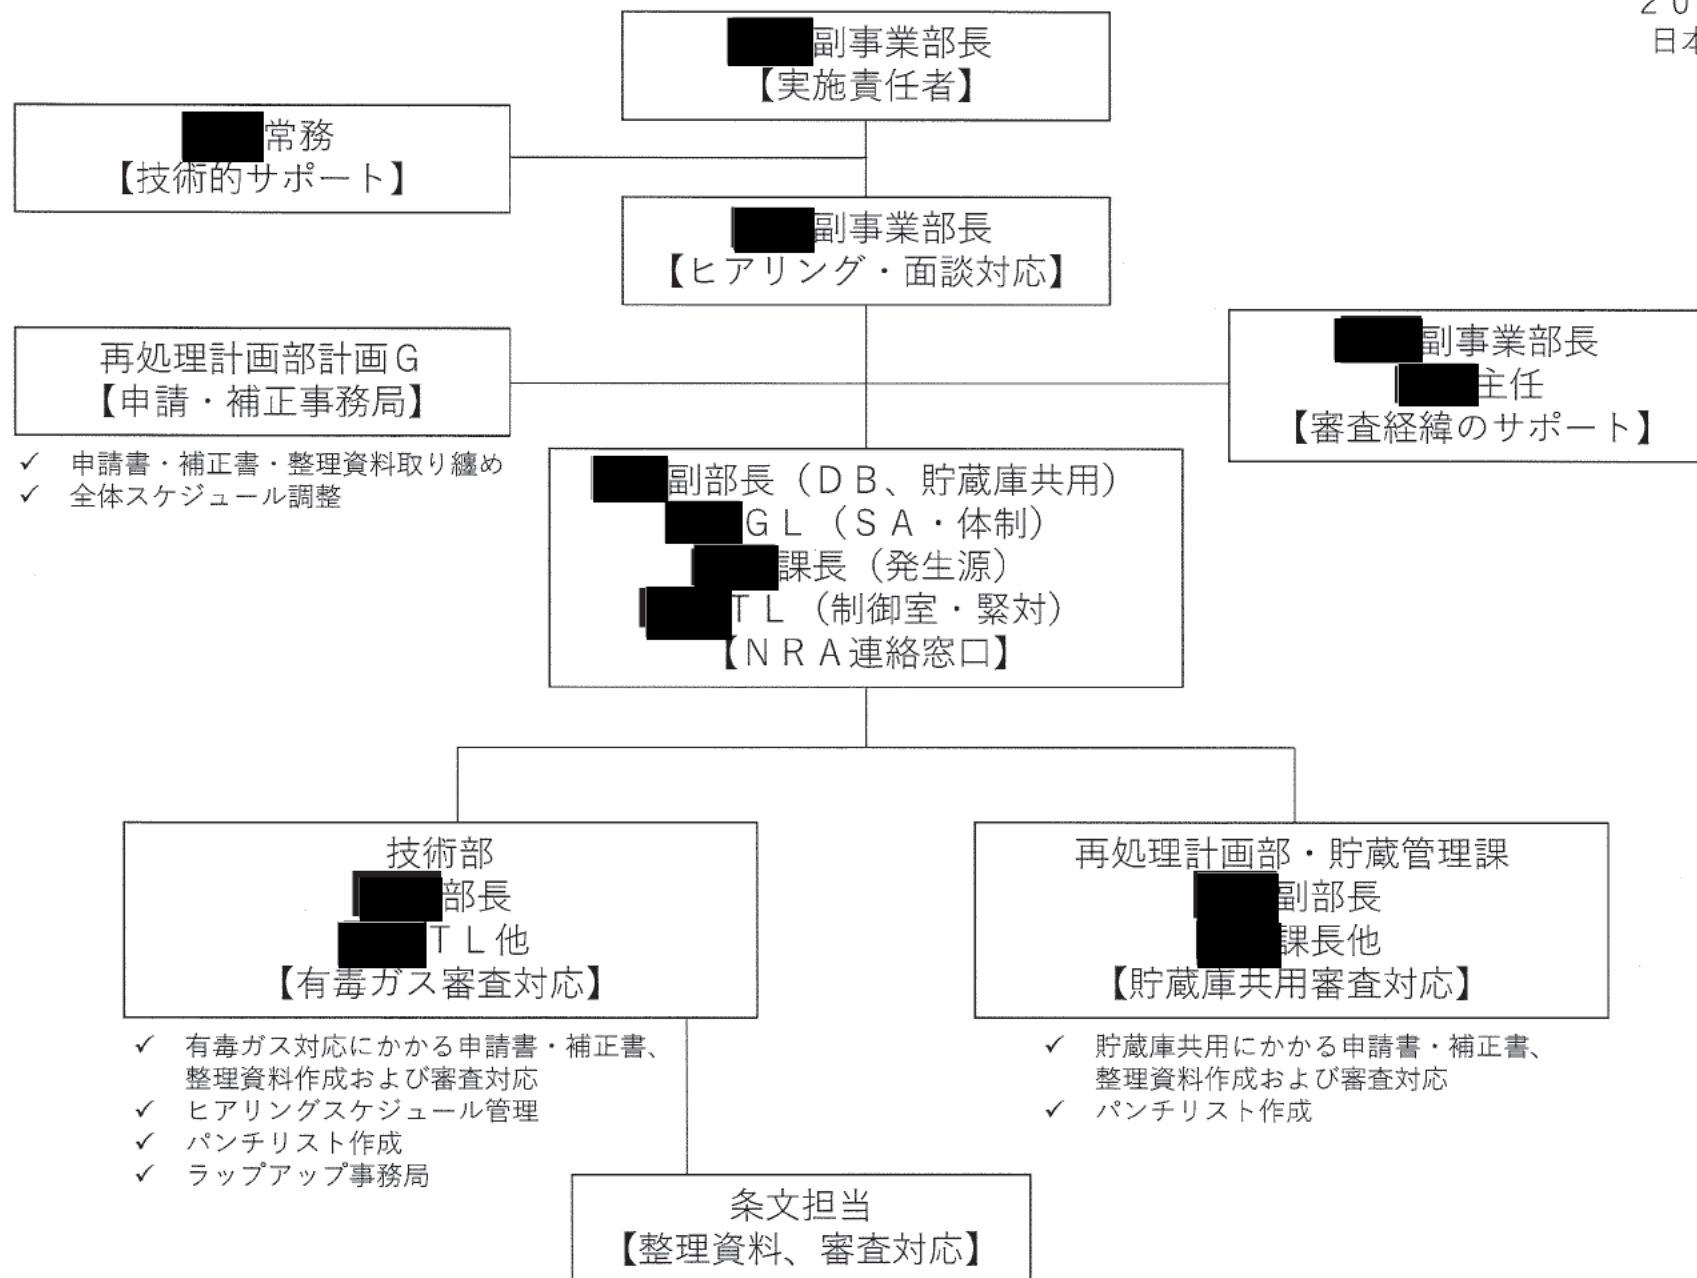 ２０
日本
副事業部長
【実施責任者】
常務
【技術的サポート】
副事業部長
【ヒアリング・面談対応】
再処理計画部計画Ｇ
【申請・補正事務局】
✓ 申請書・補正書・整理資料取り纏め
✓ 全体スケジュール調整
副事業部長
主任
【審査経緯のサポート】
副部長（ＤＢ、貯蔵庫共用）
ＧＬ（ＳＡ・体制）
課長（発生源）
ＴＬ（制御室・緊対）
【ＮＲＡ連絡窓口】
技術部
部長
ＴＬ他
【有毒ガス審査対応】
✓ 有毒ガス対応にかかる申請書・補正書、
整理資料作成および審査対応
✓ ヒアリングスケジュール管理
✓ パンチリスト作成
✓ ラップアップ事務局
再処理計画部・貯蔵管理課
副部長
課長他
【貯蔵庫共用審査対応】
✓ 貯蔵庫共用にかかる申請書・補正書、
整理資料作成および審査対応
✓ パンチリスト作成
条文担当
【整理資料、審査対応】